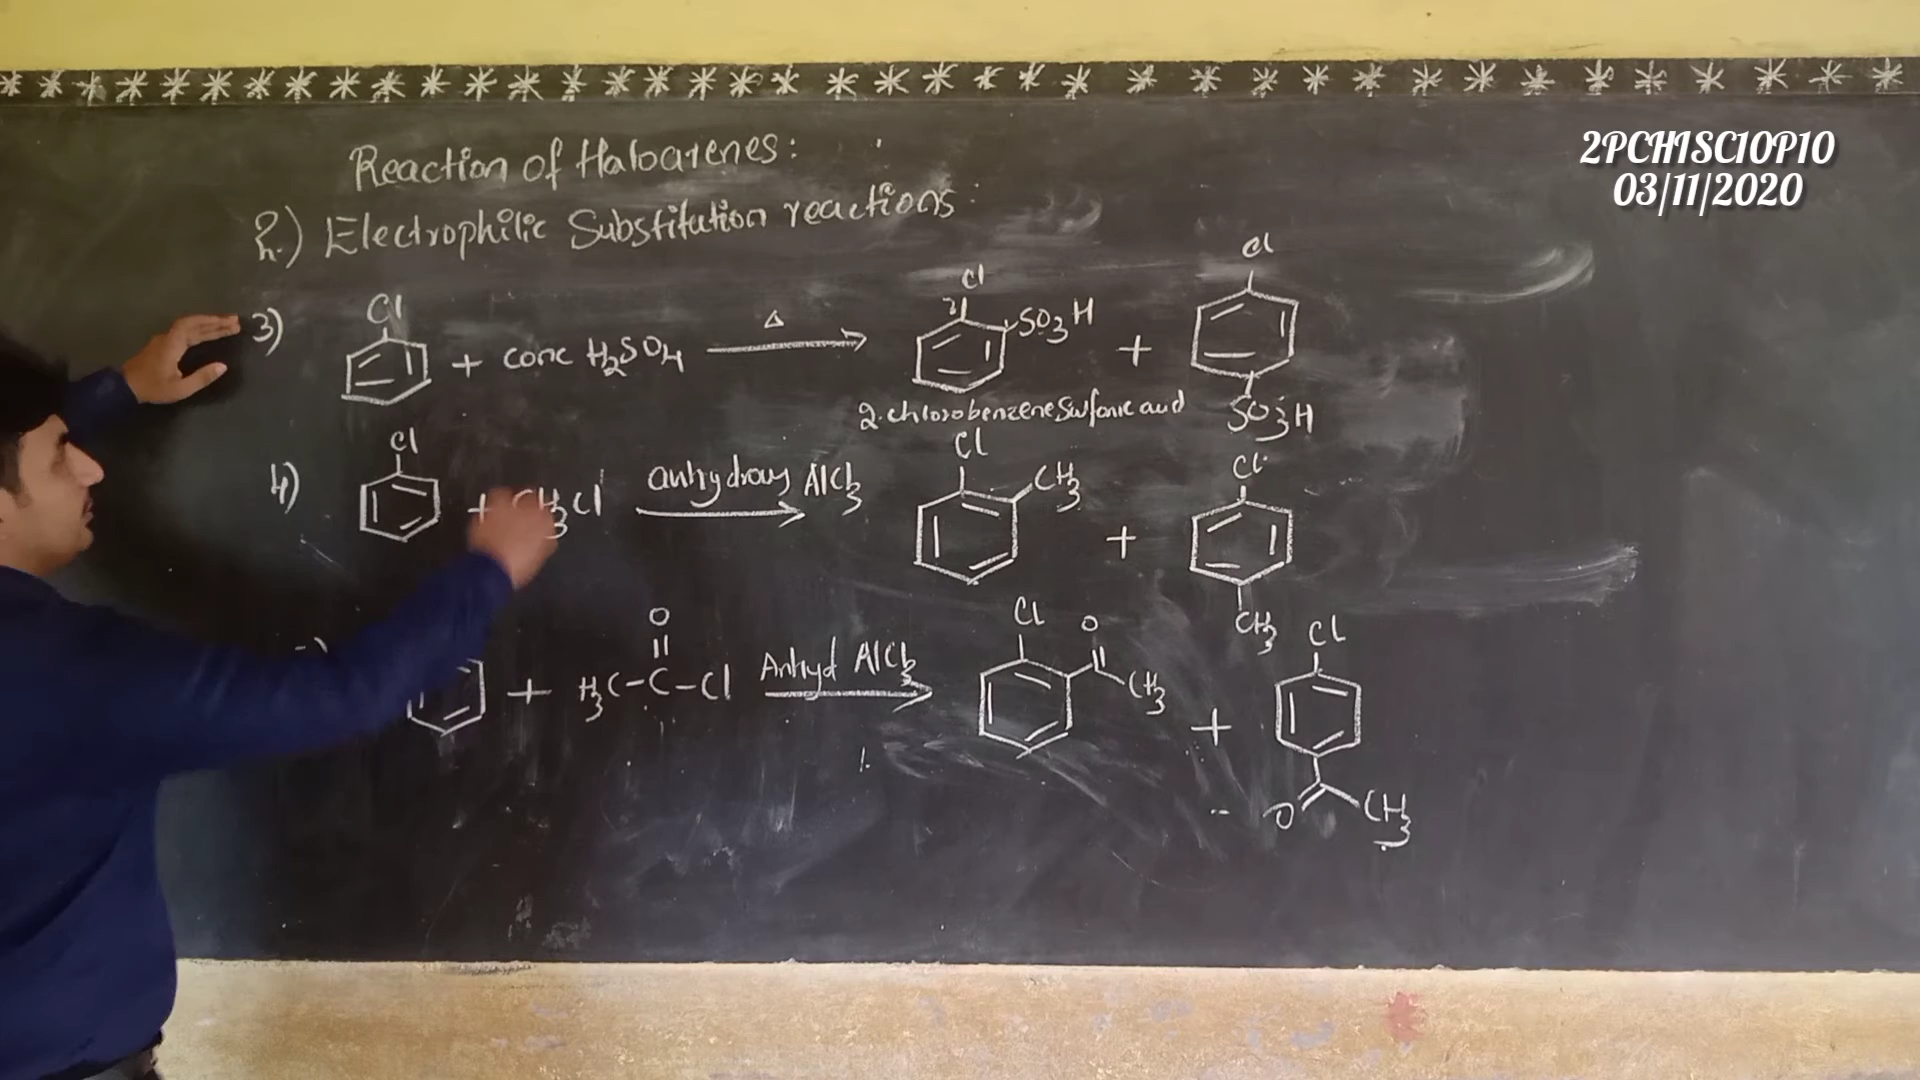 2PCH1SC10P10
03/11/2020
Reaction of Haloarenes:
2.) Electrophilic Substitution reactions:
3) Cl + conc H2SO4 Δ Cl SO3H + Cl SO3H
2-chlorobenzene Sulfonic acid
4) Cl + CH3Cl anhydrous AlCl3 Cl CH3 + Cl CH3
+ H3C-C-Cl O Anhyd AlCl3 Cl O CH3 + Cl O CH3